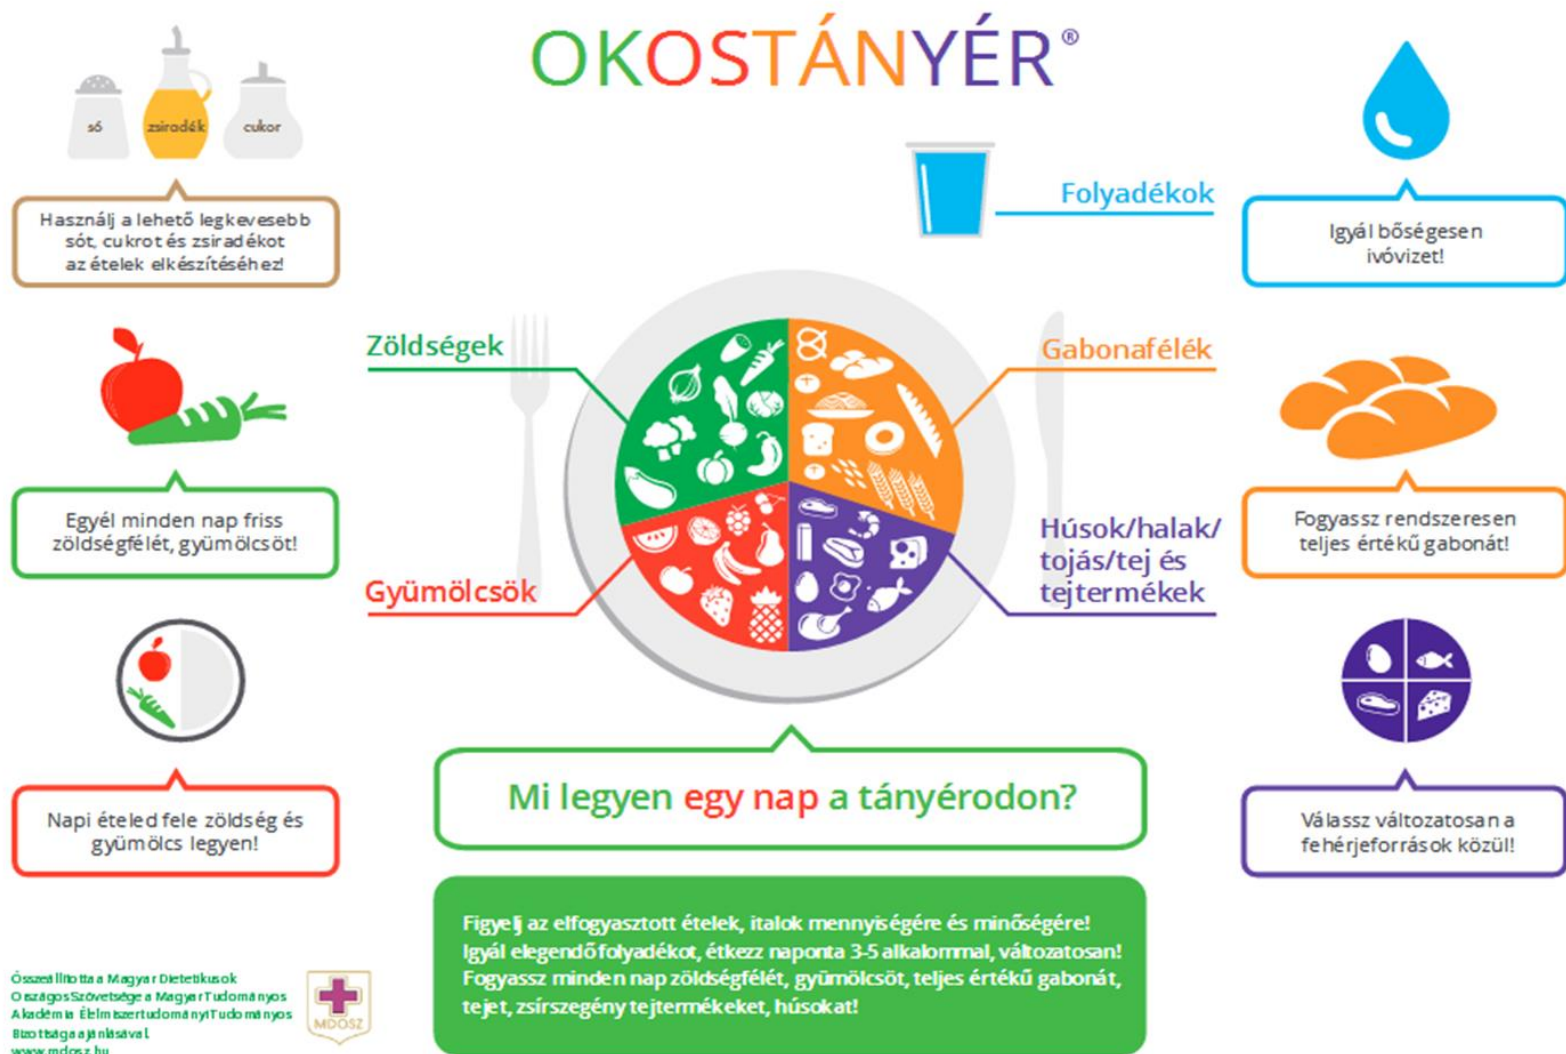 OKOSTÁNYÉR®
só
zsiradék
cukor
Használj a lehető legkevesebb
sót, cukrot és zsiradékot
az ételek elkészítéséhez!
Folyadékok
Igyál bőségesen
ivóvizet!
Zöldségek
Gabonafélék
Egyél minden nap friss
zöldségfélét, gyümölcsöt!
Fogyassz rendszeresen
teljes értékű gabonát!
Gyümölcsök
Húsok/halak/
tojás/tej és
tejtermékek
Napi ételed fele zöldség és
gyümölcs legyen!
Válassz változatosan a
fehérjeforrások közül!
Mi legyen egy nap a tányérodon?
Figyelj az elfogyasztott ételek, italok mennyiségére és minőségére!
Igyál elegendő folyadékot, étkezz naponta 3-5 alkalommal, változatosan!
Fogyassz minden nap zöldségfélét, gyümölcsöt, teljes értékű gabonát,
tejet, zsírszegény tejtermékeket, húsokat!
Összeállította a Magyar Dietetikusok
Országos Szövetsége a Magyar Tudományos
Akadémia Élelmiszertudományi Tudományos
Bizottsága ajánlásával.
www.mdosz.hu
MDOSZ